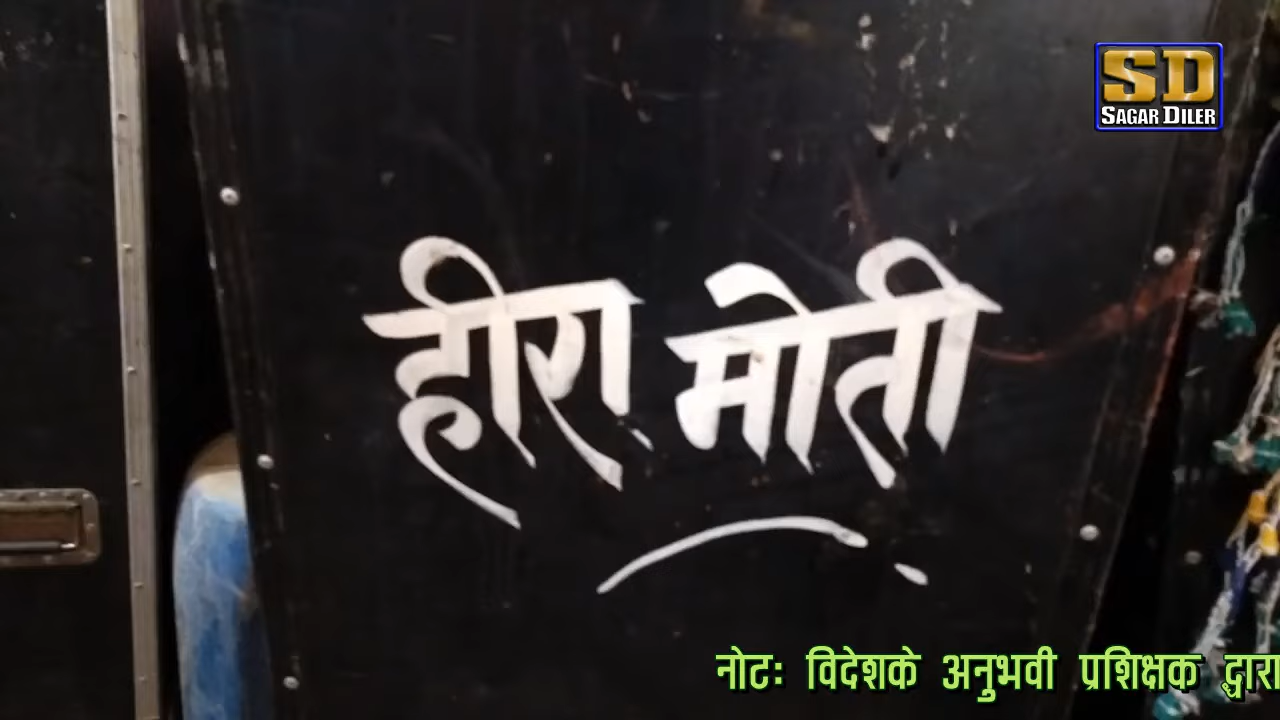 SD
SAGAR DILER
हीरा मोती
नोटः विदेशके अनुभवी प्रशिक्षक द्वारा